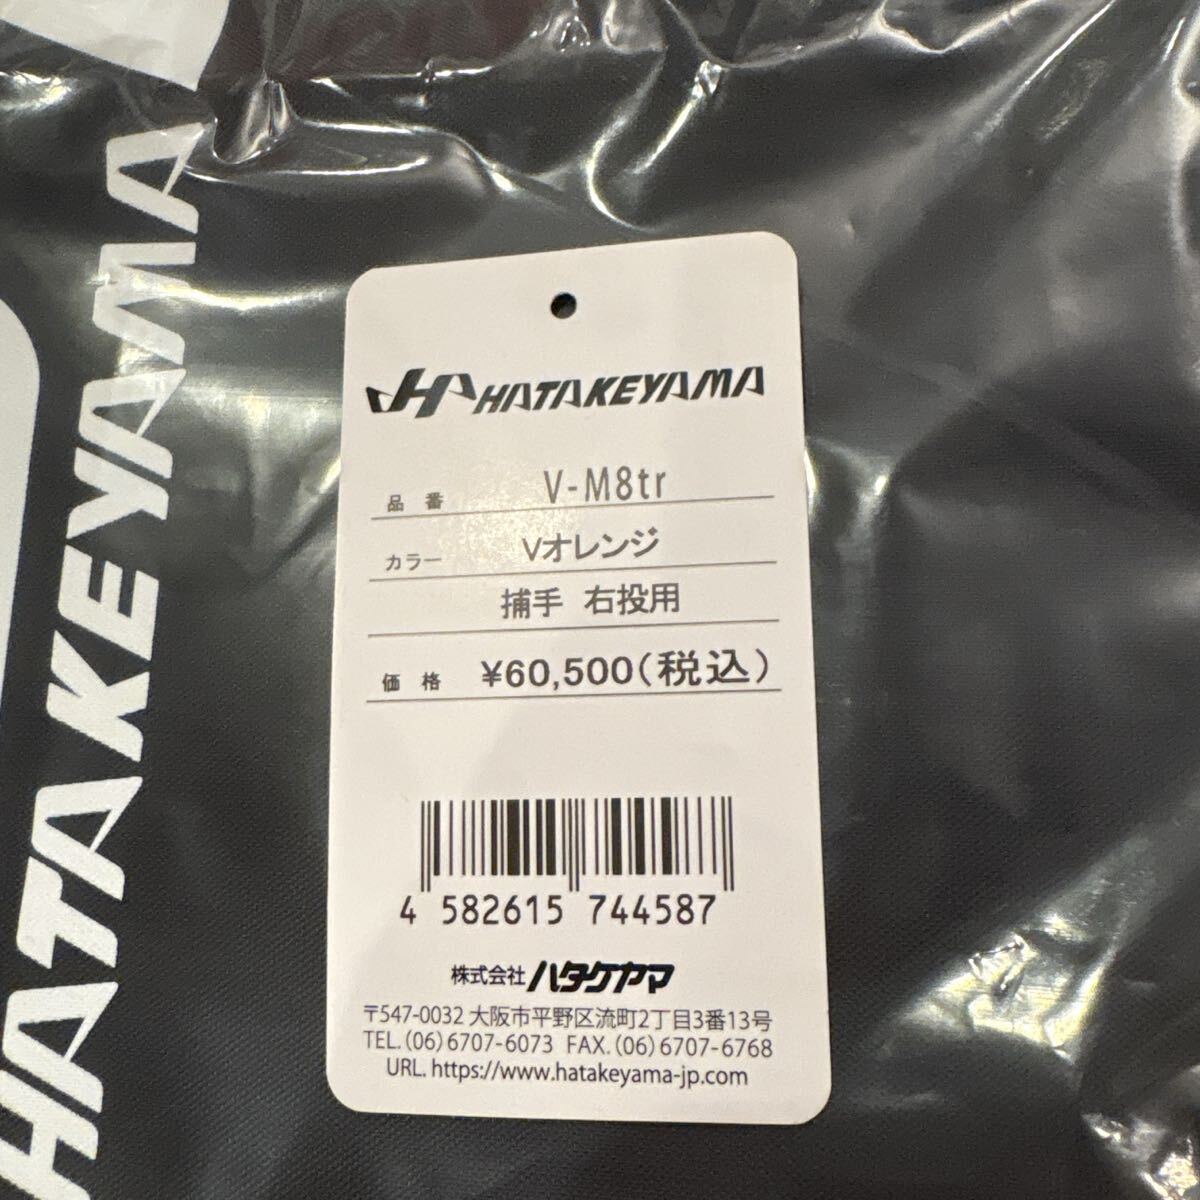 HATAKEYAMA
HATAKEYAMA
品番 V-M8tr
カラー Vオレンジ
捕手 右投用
価格 ¥60,500(税込)
4 582615 744587
株式会社 ハタケヤマ
〒547-0032 大阪市平野区流町2丁目3番13号
TEL.(06)6707-6073 FAX.(06)6707-6768
URL. https://www.hatakeyama-jp.com